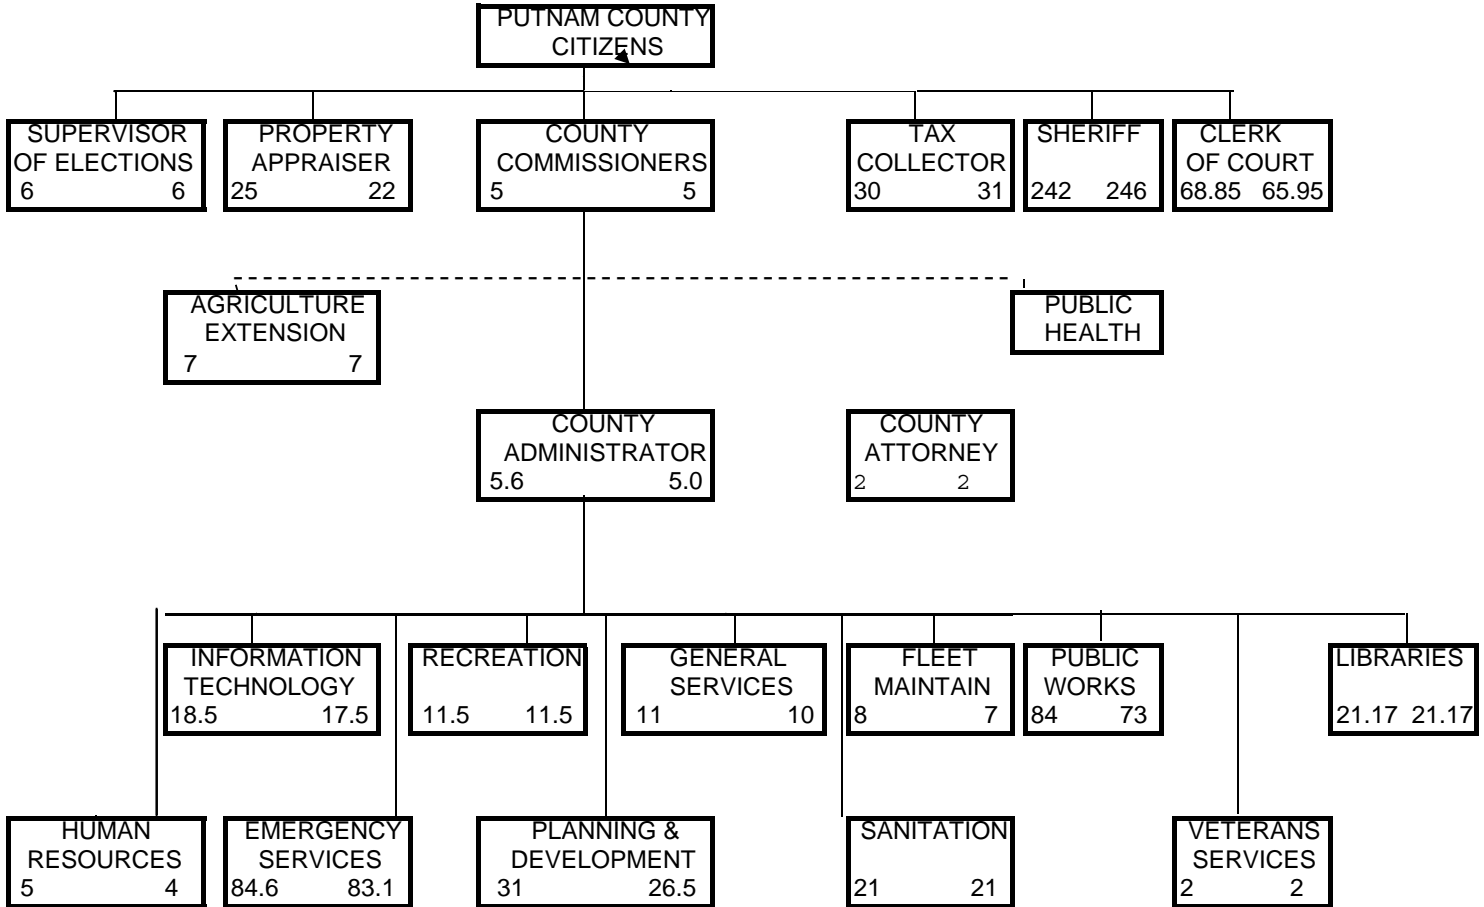 PUTNAM COUNTY
CITIZENS
SUPERVISOR
OF ELECTIONS
6 6
PROPERTY
APPRAISER
25 22
COUNTY
COMMISSIONERS
5 5
TAX
COLLECTOR
30 31
SHERIFF
242 246
CLERK
OF COURT
68.85 65.95
AGRICULTURE
EXTENSION
7 7
PUBLIC
HEALTH
COUNTY
ADMINISTRATOR
5.6 5.0
COUNTY
ATTORNEY
2 2
INFORMATION
TECHNOLOGY
18.5 17.5
RECREATION
11.5 11.5
GENERAL
SERVICES
11 10
FLEET
MAINTAIN
8 7
PUBLIC
WORKS
84 73
LIBRARIES
21.17 21.17
HUMAN
RESOURCES
5 4
EMERGENCY
SERVICES
84.6 83.1
PLANNING &
DEVELOPMENT
31 26.5
SANITATION
21 21
VETERANS
SERVICES
2 2